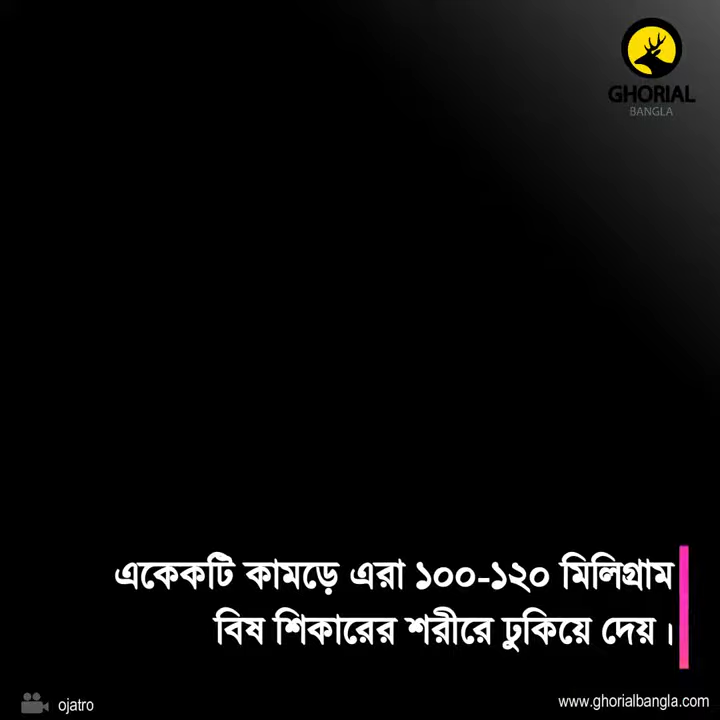 GHORIAL
BANGLA
একেকটি কামড়ে এরা ১০০-১২০ মিলিগ্রাম
বিষ শিকারের শরীরে ঢুকিয়ে দেয়।
ojatro
www.ghorialbangla.com